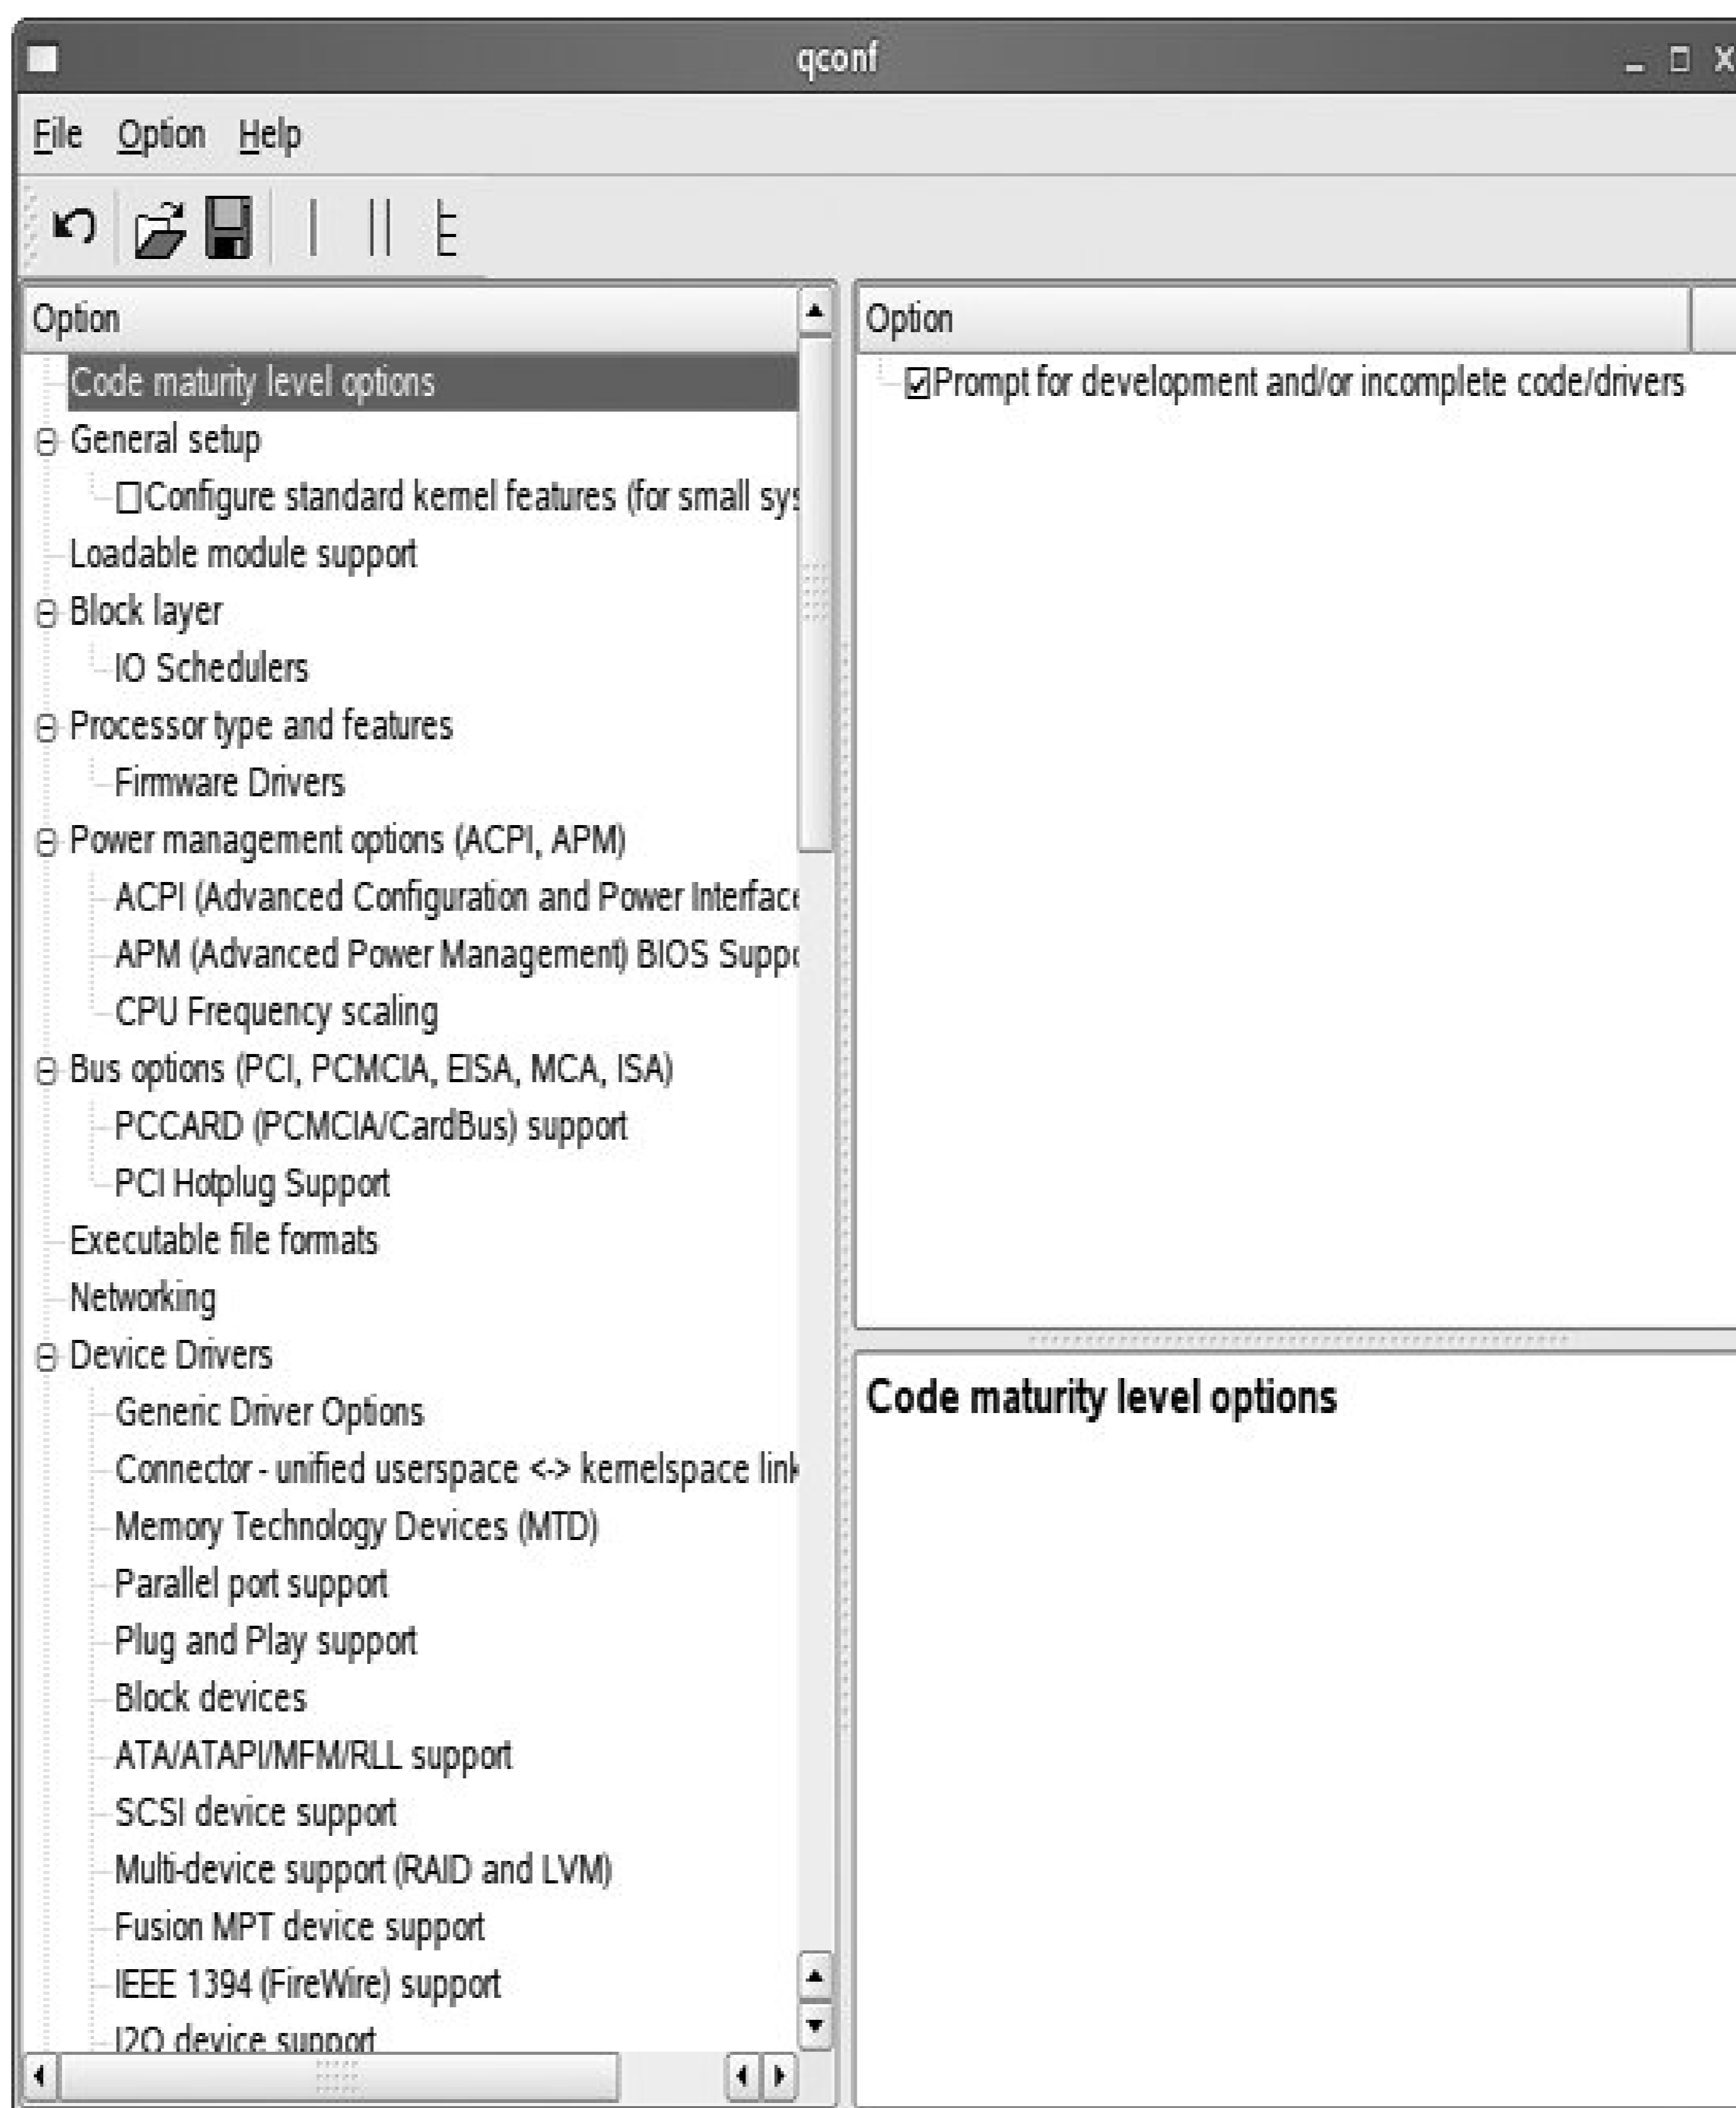 qconf
File Option Help
Option
Code maturity level options
General setup
Configure standard kernel features (for small sys
Loadable module support
Block layer
IO Schedulers
Processor type and features
Firmware Drivers
Power management options (ACPI, APM)
ACPI (Advanced Configuration and Power Interface
APM (Advanced Power Management) BIOS Suppo
CPU Frequency scaling
Bus options (PCI, PCMCIA, EISA, MCA, ISA)
PCCARD (PCMCIA/CardBus) support
PCI Hotplug Support
Executable file formats
Networking
Device Drivers
Generic Driver Options
Connector - unified userspace <-> kernelspace link
Memory Technology Devices (MTD)
Parallel port support
Plug and Play support
Block devices
ATA/ATAPI/MFM/RLL support
SCSI device support
Multi-device support (RAID and LVM)
Fusion MPT device support
IEEE 1394 (FireWire) support
I2O device support
Option
Prompt for development and/or incomplete code/drivers
Code maturity level options